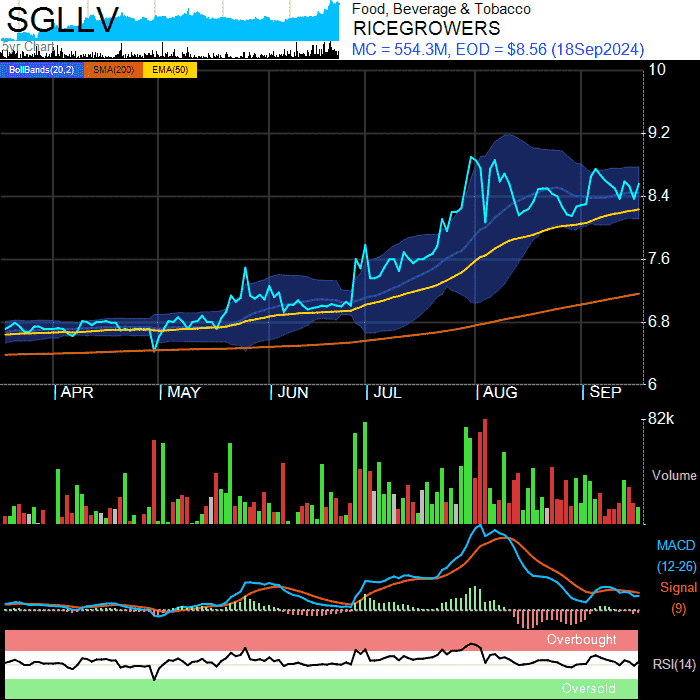 SGLLV
5yr Chart
Food, Beverage & Tobacco
RICEGROWERS
MC = 554.3M, EOD = $8.56 (18Sep2024)
BollBands(20,2) SMA(200) EMA(50)
10
9.2
8.4
7.6
6.8
6
APR MAY JUN JUL AUG SEP
82k
Volume
MACD
(12-26)
Signal
(9)
Overbought
RSI(14)
Oversold